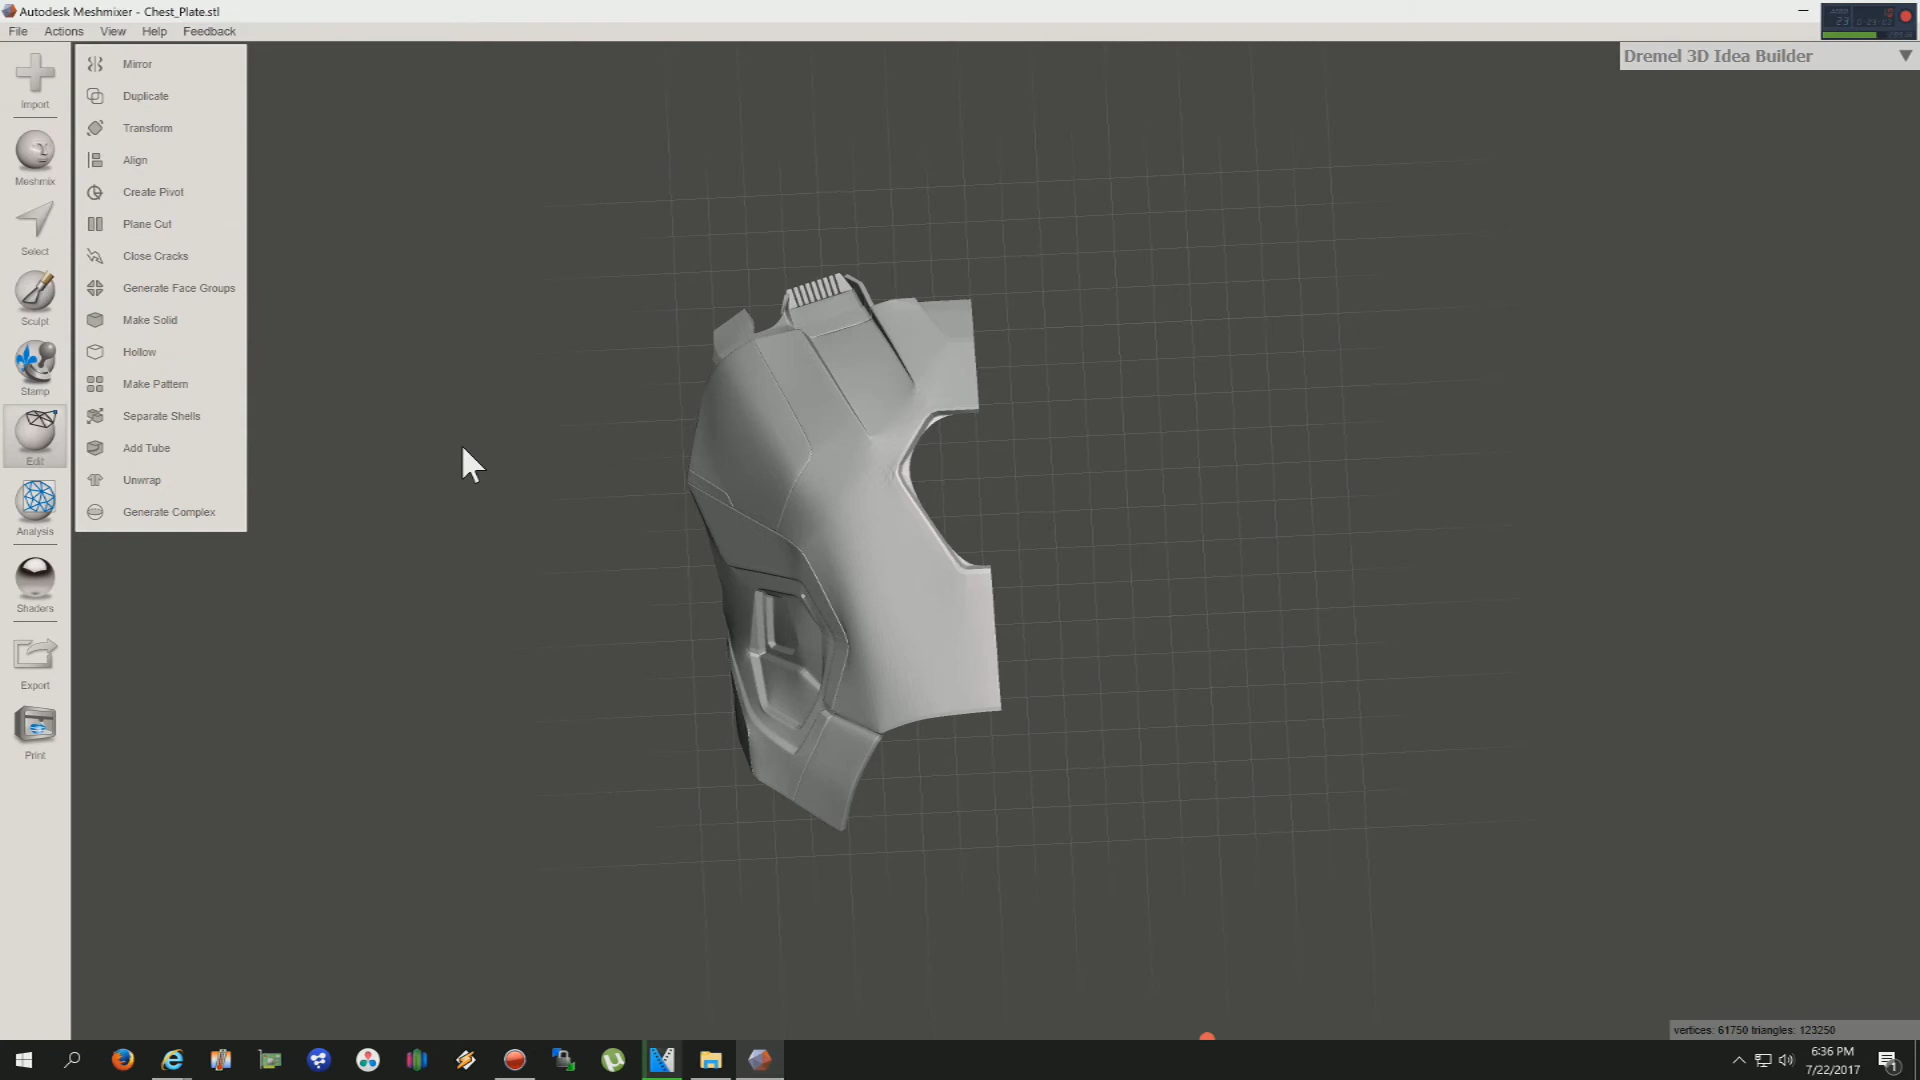 Autodesk Meshmixer - Chest_Plate.stl
File Actions View Help Feedback
Dremel 3D Idea Builder
Import
Meshmix
Select
Sculpt
Stamp
Edit
Analysis
Shaders
Export
Print
Mirror
Duplicate
Transform
Align
Create Pivot
Plane Cut
Close Cracks
Generate Face Groups
Make Solid
Hollow
Make Pattern
Separate Shells
Add Tube
Unwrap
Generate Complex
vertices: 61750 triangles: 123250
6:36 PM
7/22/2017